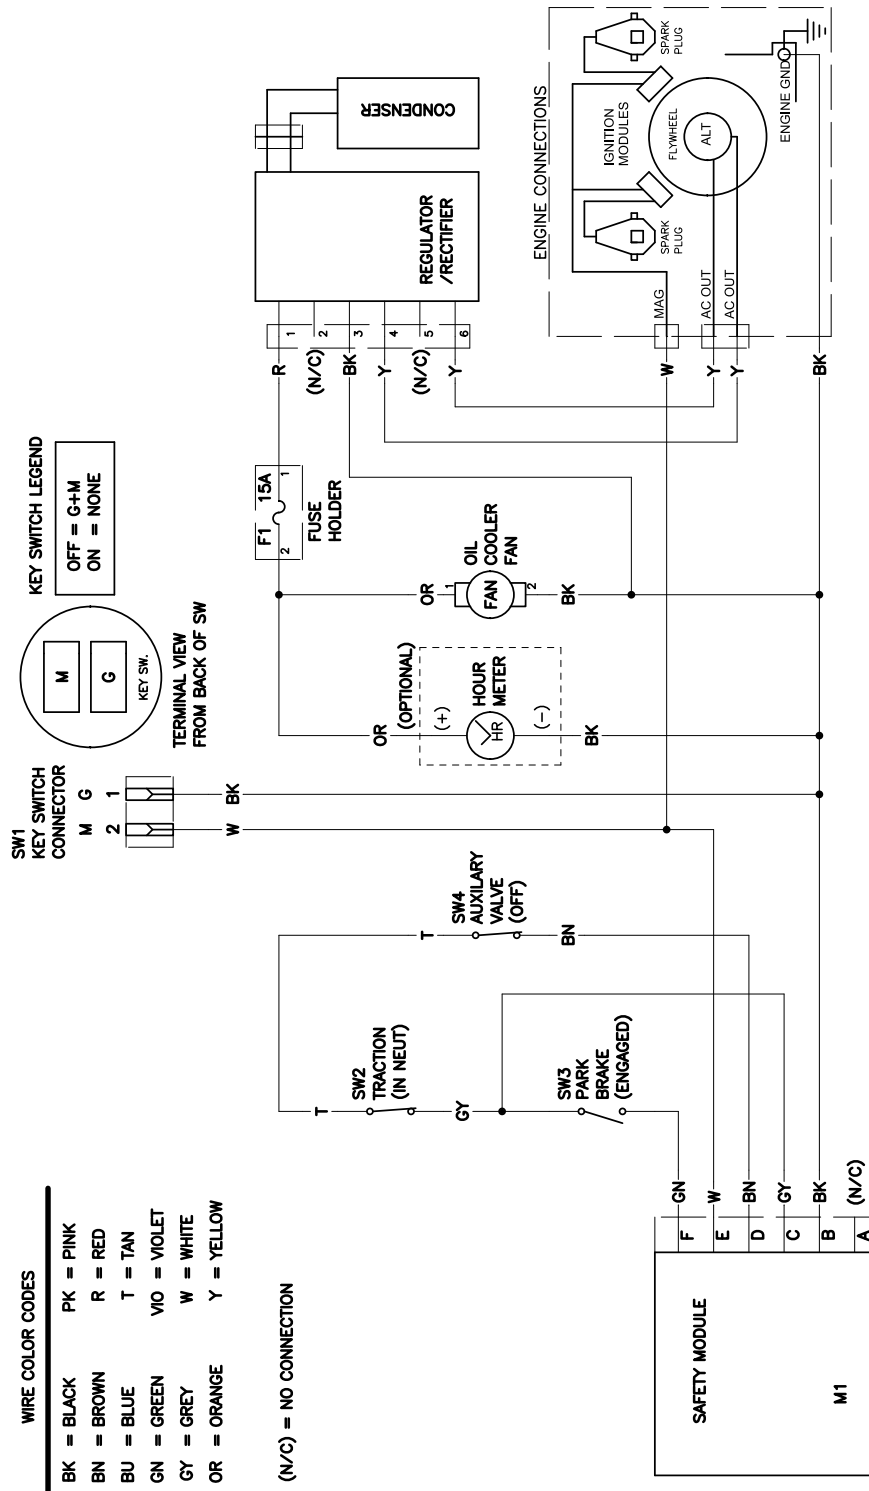 WIRE COLOR CODES
BK = BLACK
BN = BROWN
BU = BLUE
GN = GREEN
GY = GREY
OR = ORANGE
PK = PINK
R = RED
T = TAN
VIO = VIOLET
W = WHITE
Y = YELLOW
(N/C) = NO CONNECTION
SW1
KEY SWITCH
CONNECTOR
M G
2 1
W
BK
M
G
KEY SW.
TERMINAL VIEW
FROM BACK OF SW
KEY SWITCH LEGEND
OFF = G+M
ON = NONE
F1 15A
2 1
FUSE
HOLDER
R
(N/C)
BK
Y
(N/C)
Y
1
2
3
4
5
6
REGULATOR
/RECTIFIER
CONDENSER
OR
1
FAN
2
OIL
COOLER
FAN
BK
OR
(OPTIONAL)
(+)
HR
(-)
HOUR
METER
BK
T
SW2
TRACTION
(IN NEUT)
GY
T
SW4
AUXILARY
VALVE
(OFF)
BN
SW3
PARK
BRAKE
(ENGAGED)
GN
W
BN
GY
BK
(N/C)
F
E
D
C
B
A
SAFETY MODULE
M1
ENGINE CONNECTIONS
W
Y
Y
BK
MAG
AC OUT
AC OUT
SPARK
PLUG
IGNITION
MODULES
FLYWHEEL
ALT
SPARK
PLUG
ENGINE GND